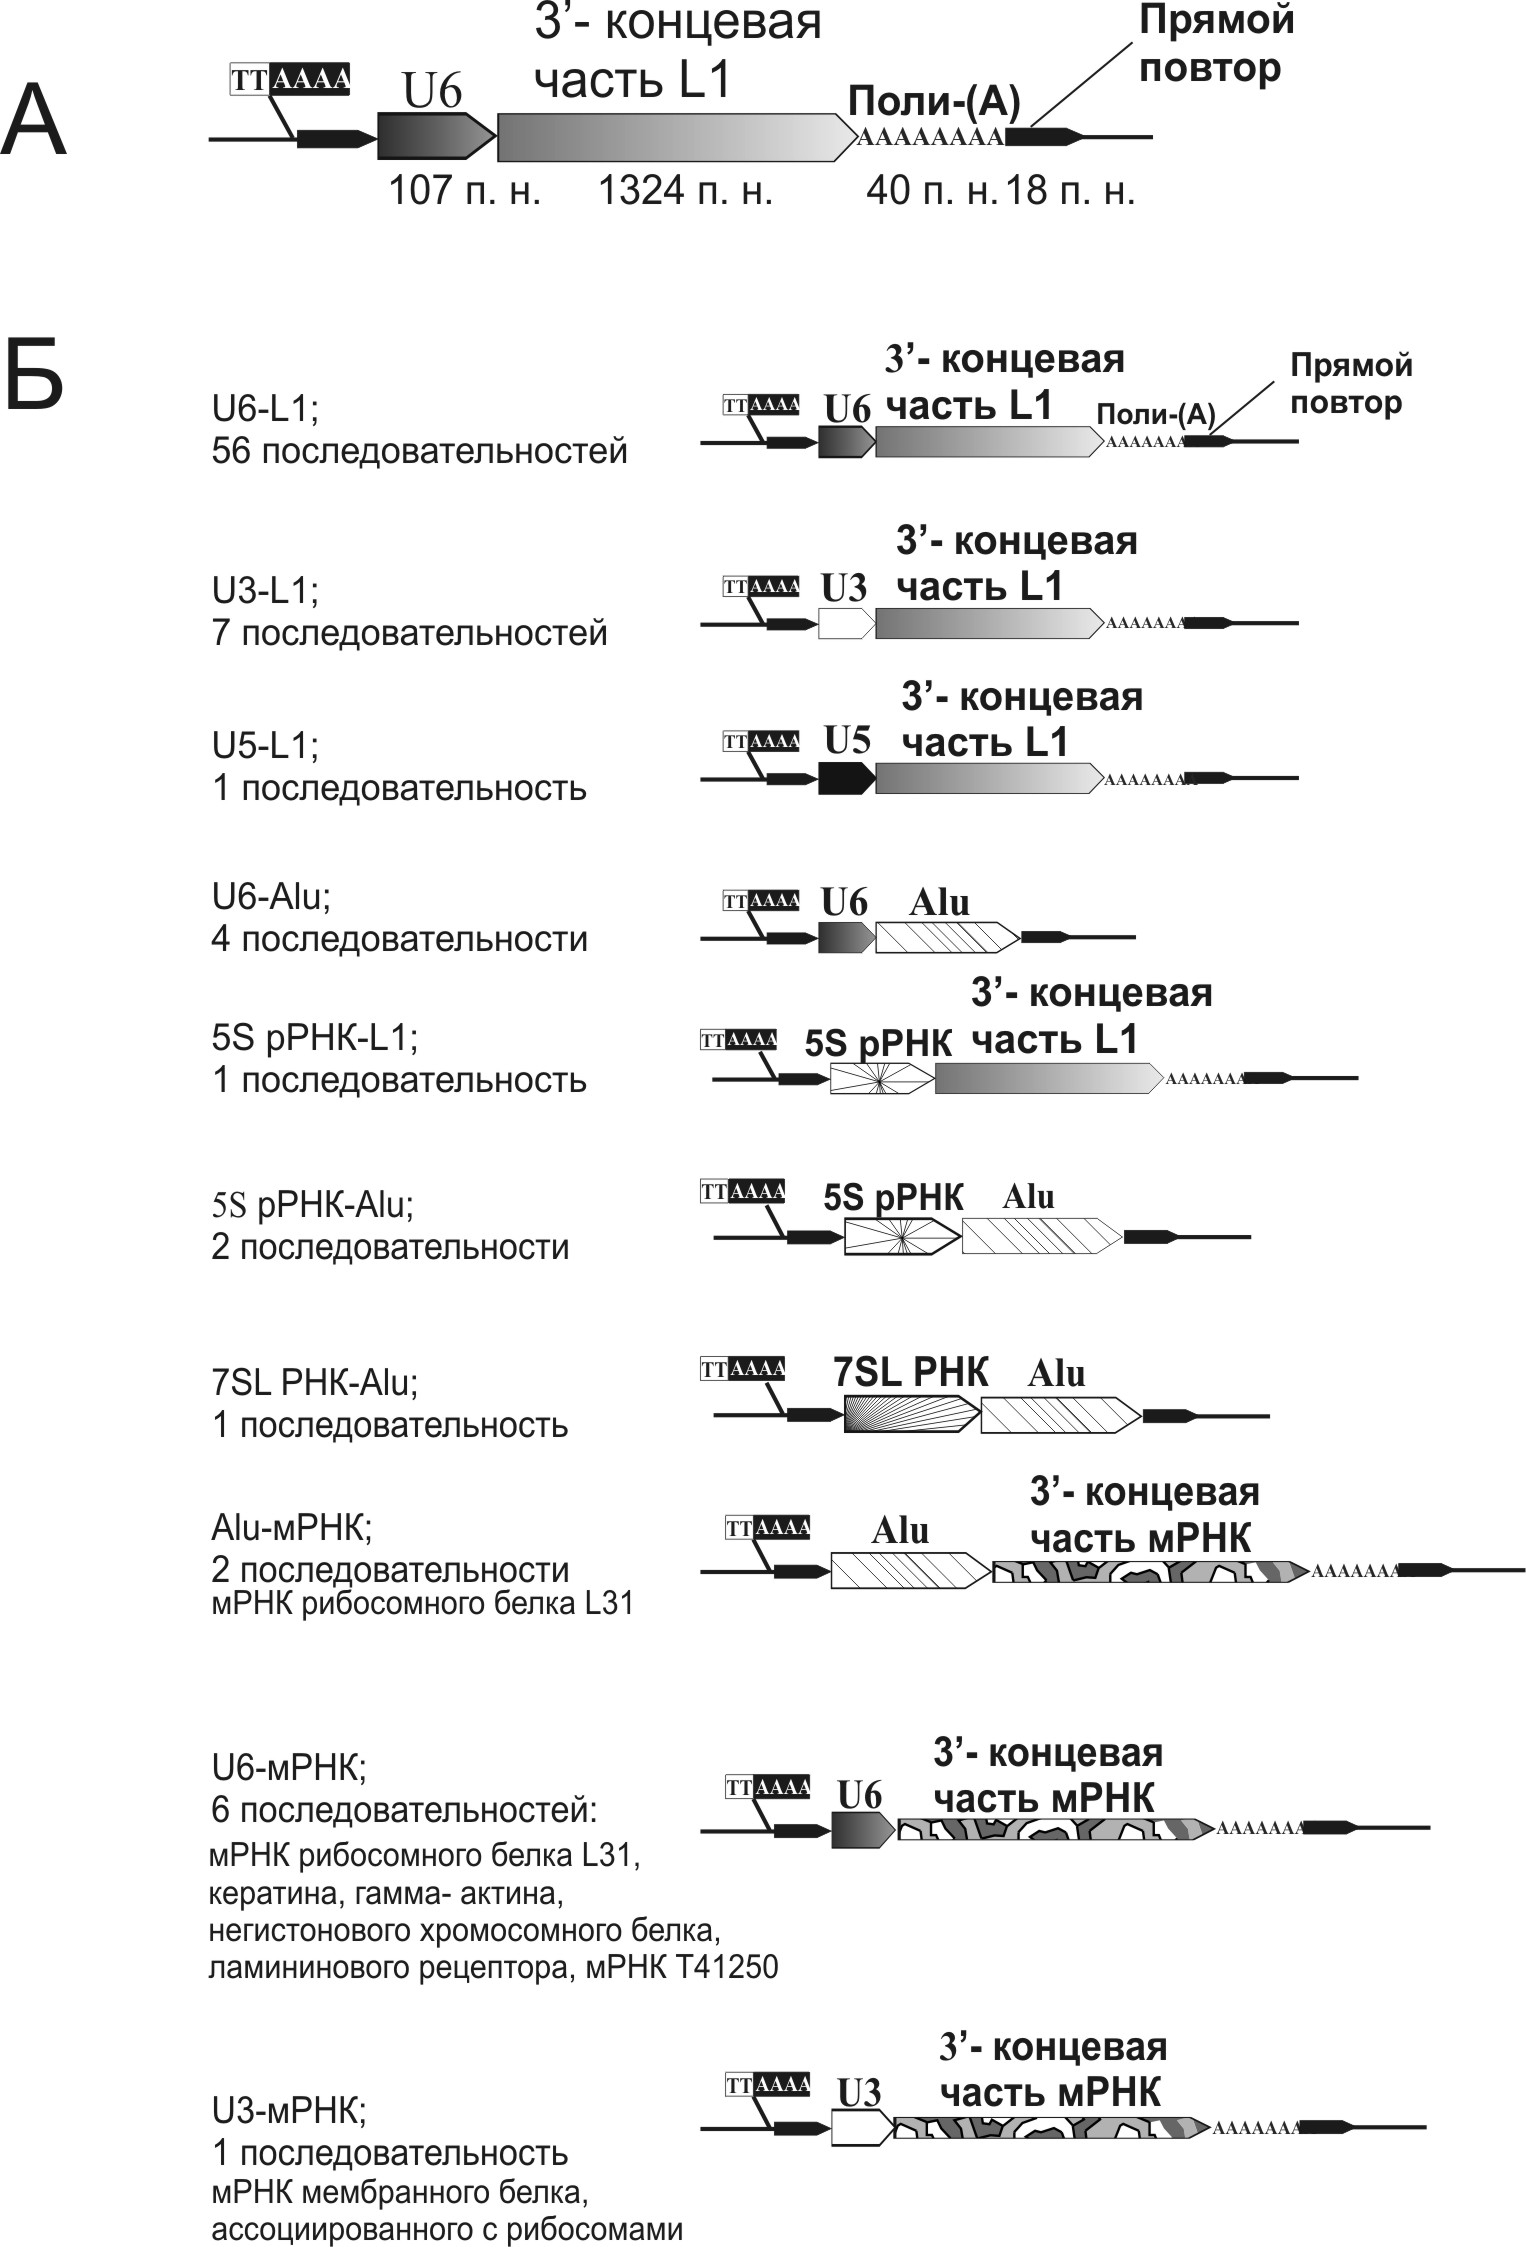 А
TTAAAA
U6
3’- концевая
часть L1
Поли-(А)
Прямой
повтор
AAAAAAAA
107 п. н.
1324 п. н.
40 п. н.
18 п. н.
Б
U6-L1;
56 последовательностей
TTAAAA
U6
3’- концевая
часть L1
Поли-(А)
Прямой
повтор
AAAAAAA
U3-L1;
7 последовательностей
TTAAAA
U3
3’- концевая
часть L1
AAAAAAA
U5-L1;
1 последовательность
TTAAAA
U5
3’- концевая
часть L1
AAAAAAAA
U6-Alu;
4 последовательности
TTAAAA
U6
Alu
5S рРНК-L1;
1 последовательность
TTAAAA
5S рРНК
3’- концевая
часть L1
AAAAAAA
5S рРНК-Alu;
2 последовательности
TTAAAA
5S рРНК
Alu
7SL РНК-Alu;
1 последовательность
TTAAAA
7SL РНК
Alu
Alu-мРНК;
2 последовательности
мРНК рибосомного белка L31
TTAAAA
Alu
3’- концевая
часть мРНК
AAAAAAA
U6-мРНК;
6 последовательностей:
мРНК рибосомного белка L31,
кератина, гамма- актина,
негистонового хромосомного белка,
ламининового рецептора, мРНК T41250
TTAAAA
U6
3’- концевая
часть мРНК
AAAAAAA
U3-мРНК;
1 последовательность
мРНК мембранного белка,
ассоциированного с рибосомами
TTAAAA
U3
3’- концевая
часть мРНК
AAAAAAA